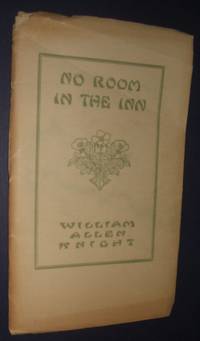 NO ROOM
IN THE INN
WILLIAM
ALLEN
KNIGHT